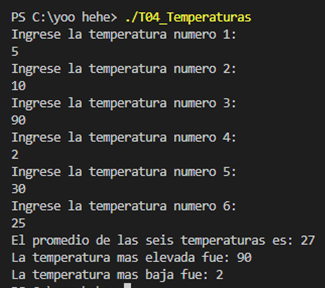 PS C:\yoo hehe> ./T04_Temperaturas
Ingrese la temperatura numero 1:
5
Ingrese la temperatura numero 2:
10
Ingrese la temperatura numero 3:
90
Ingrese la temperatura numero 4:
2
Ingrese la temperatura numero 5:
30
Ingrese la temperatura numero 6:
25
El promedio de las seis temperaturas es: 27
La temperatura mas elevada fue: 90
La temperatura mas baja fue: 2